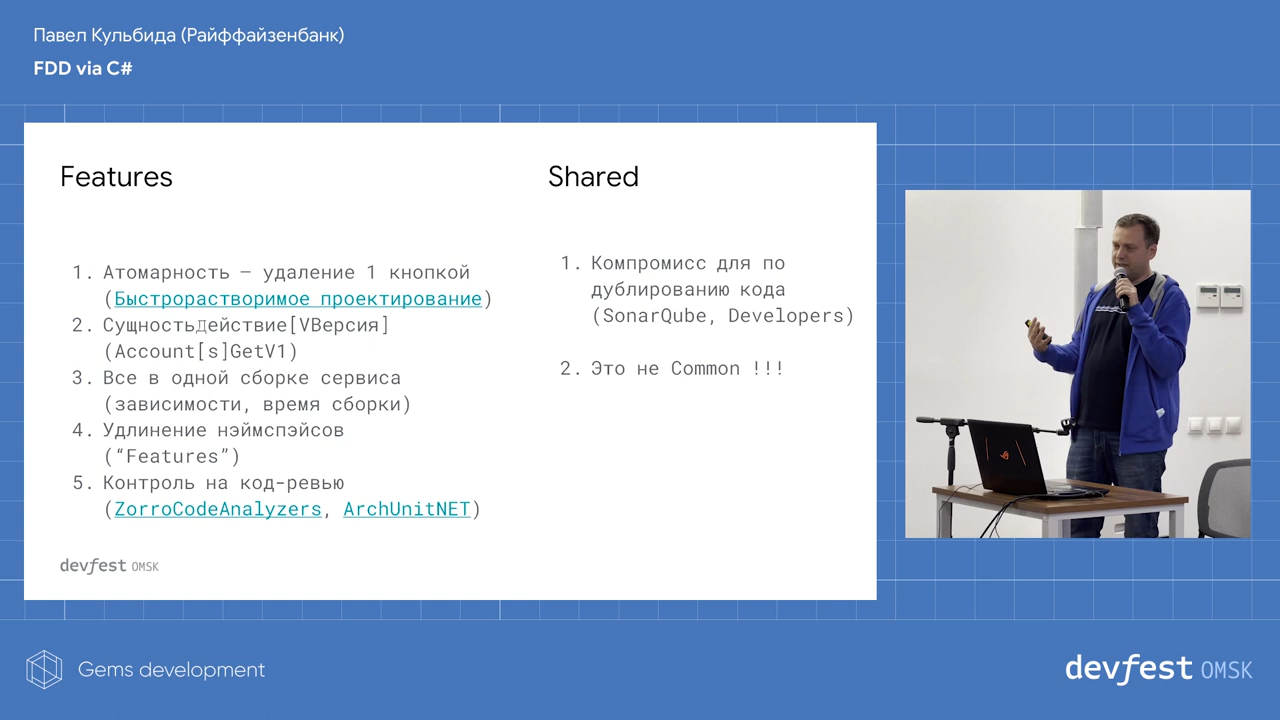 Павел Кульбида (Райффайзенбанк)
FDD via C#
Features
1. Атомарность – удаление 1 кнопкой
(Быстрорастворимое проектирование)
2. СущностьДействие[VВерсия]
(Account[s]GetV1)
3. Все в одной сборке сервиса
(зависимости, время сборки)
4. Удлинение нэймспэйсов
(“Features”)
5. Контроль на код-ревью
(ZorroCodeAnalyzers, ArchUnitNET)
Shared
1. Компромисс для по
дублированию кода
(SonarQube, Developers)
2. Это не Common !!!
devfest OMSK
Gems development
devfest OMSK